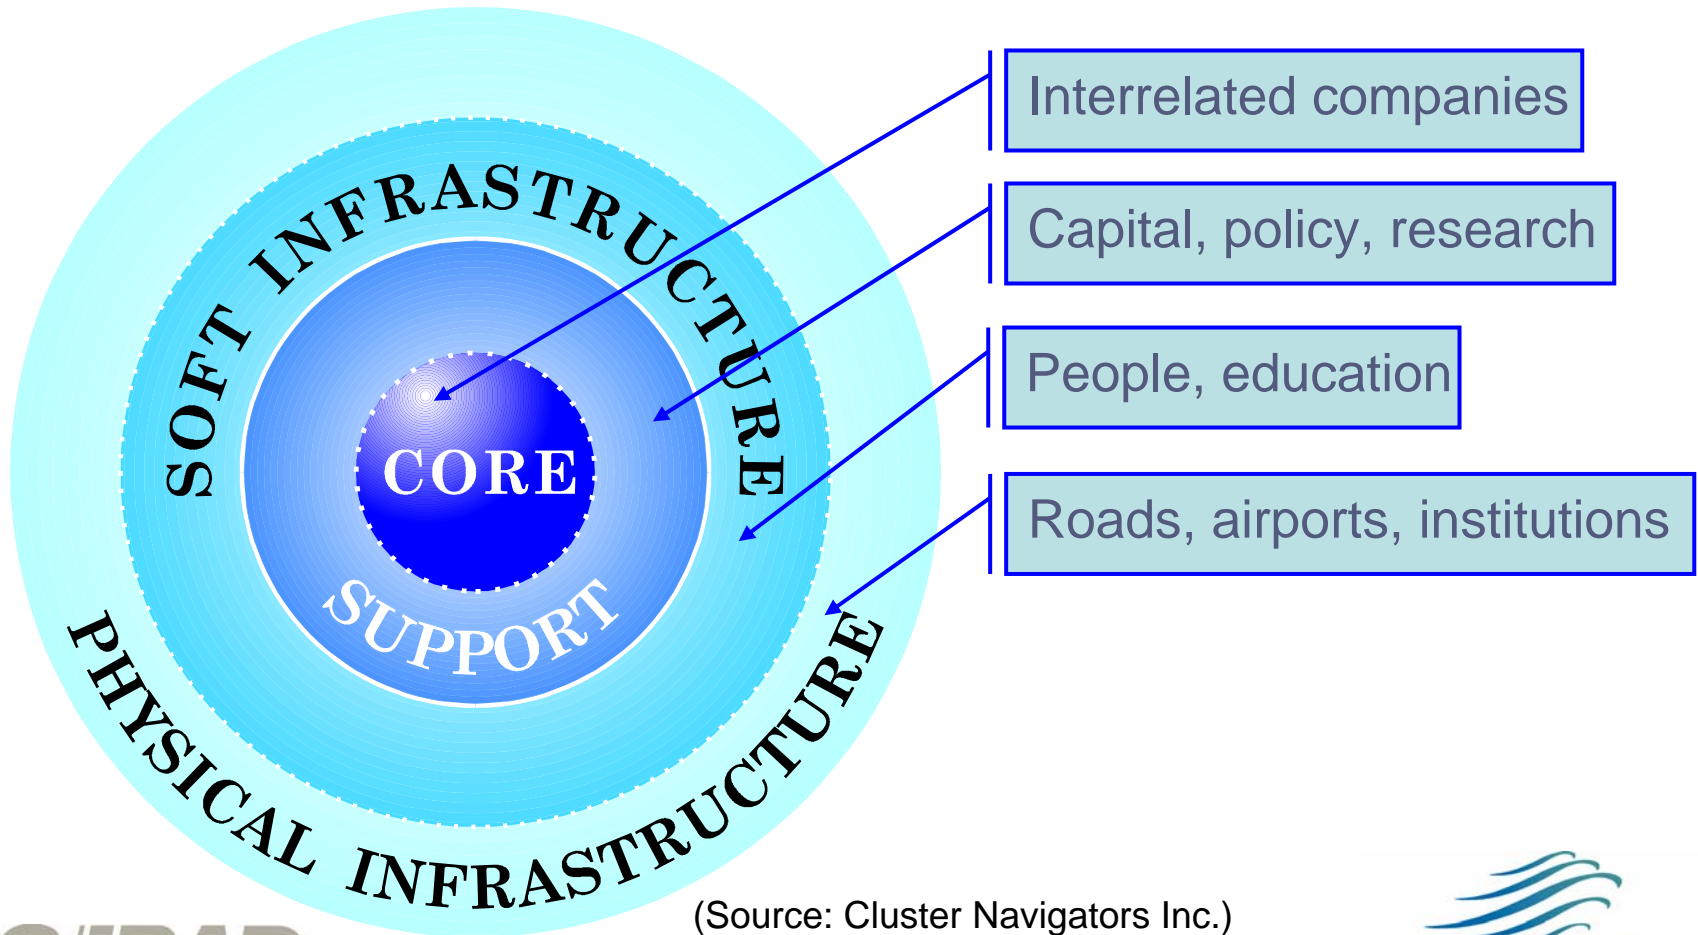 Interrelated companies
Capital, policy, research
People, education
Roads, airports, institutions
SOFT INFRASTRUCTURE
CORE
SUPPORT
PHYSICAL INFRASTRUCTURE
(Source: Cluster Navigators Inc.)